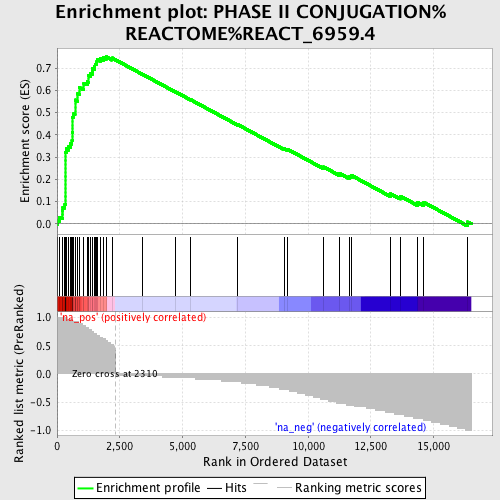 Enrichment plot: PHASE II CONJUGATION%
REACTOME%REACT_6959.4
Enrichment score (ES)
0.7
0.6
0.5
0.4
0.3
0.2
0.1
0.0
Ranked list metric (PreRanked)
1.0
0.5
0.0
-0.5
-1.0
'na_pos' (positively correlated)
Zero cross at 2310
'na_neg' (negatively correlated)
0 2,500 5,000 7,500 10,000 12,500 15,000
Rank in Ordered Dataset
Enrichment profile Hits Ranking metric scores